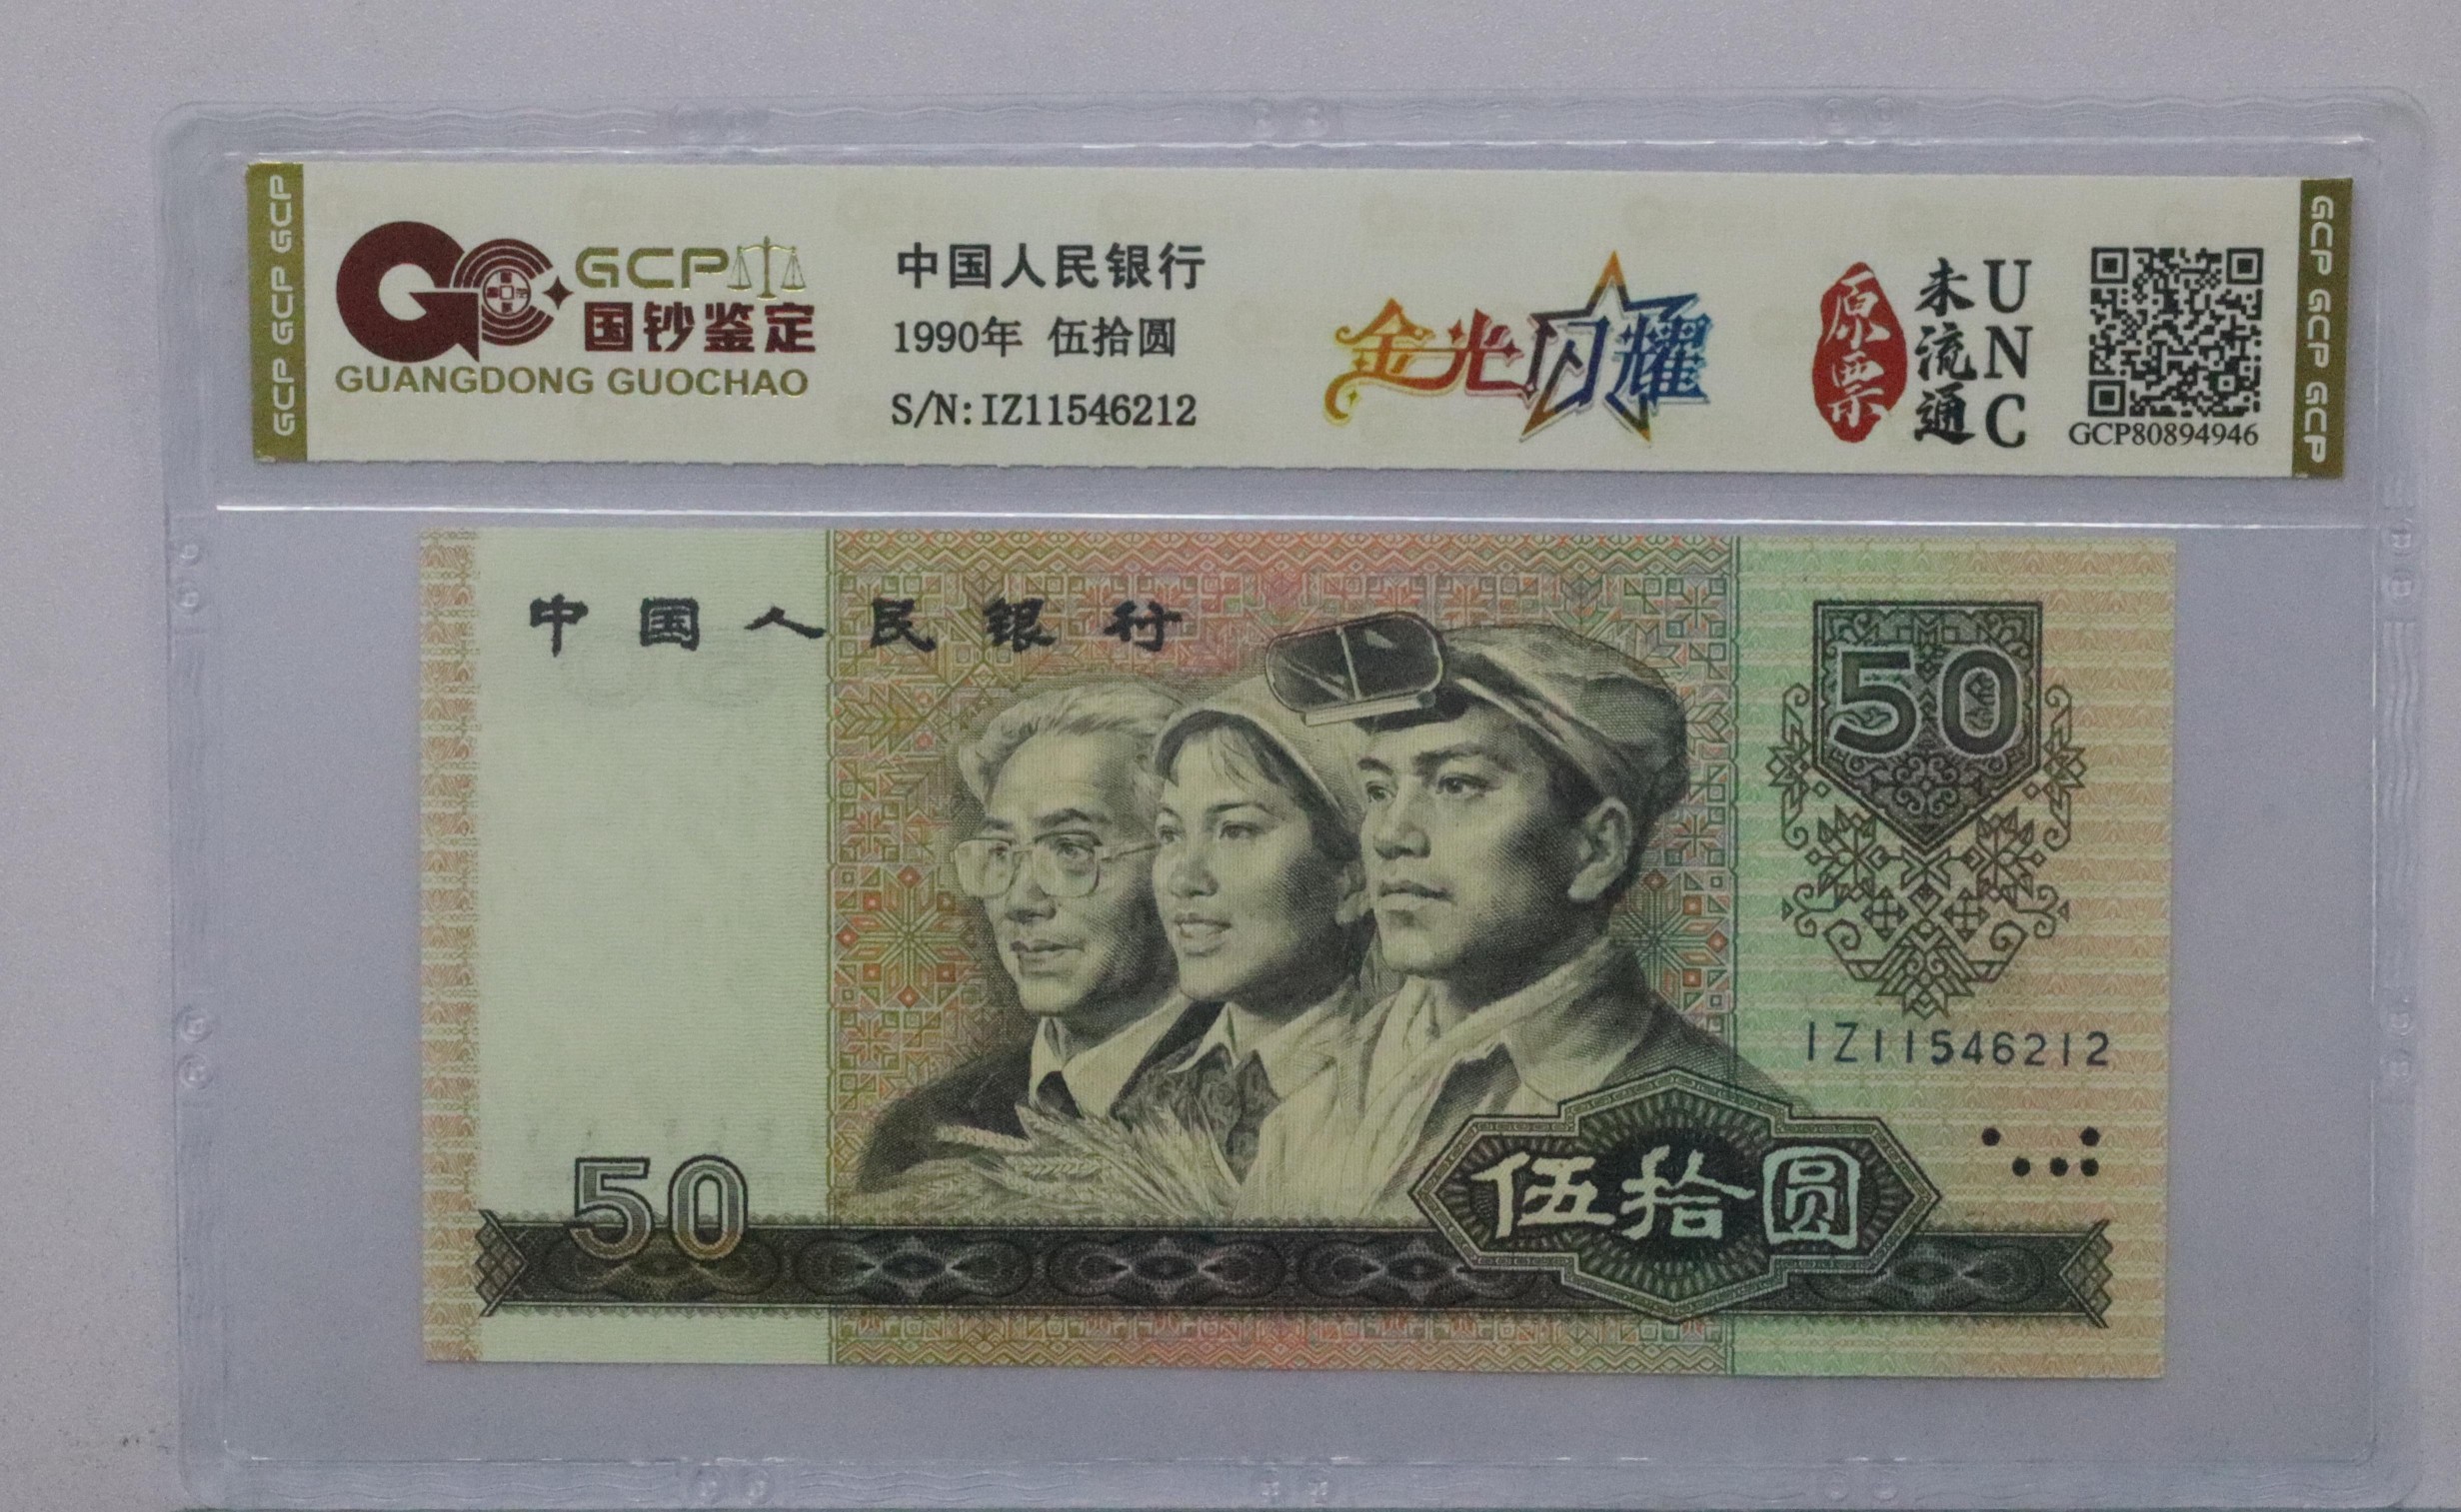 GCP GCP GCP
GCP
国钞鉴定
GUANGDONG GUOCHAO
中国人民银行
1990年 伍拾圆
S/N:IZ11546212
金光闪耀
原票
未流通
UNC
GCP80894946
GCP GCP GCP
中国人民银行
50
IZ11546212
50
伍拾圆